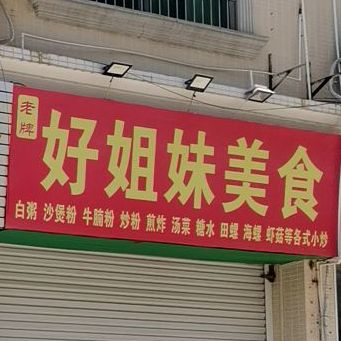 老牌
好姐妹美食
白粥 沙煲粉 牛腩粉 炒粉 煎炸 汤菜 糖水 田螺 海螺 虾菇等各式小炒